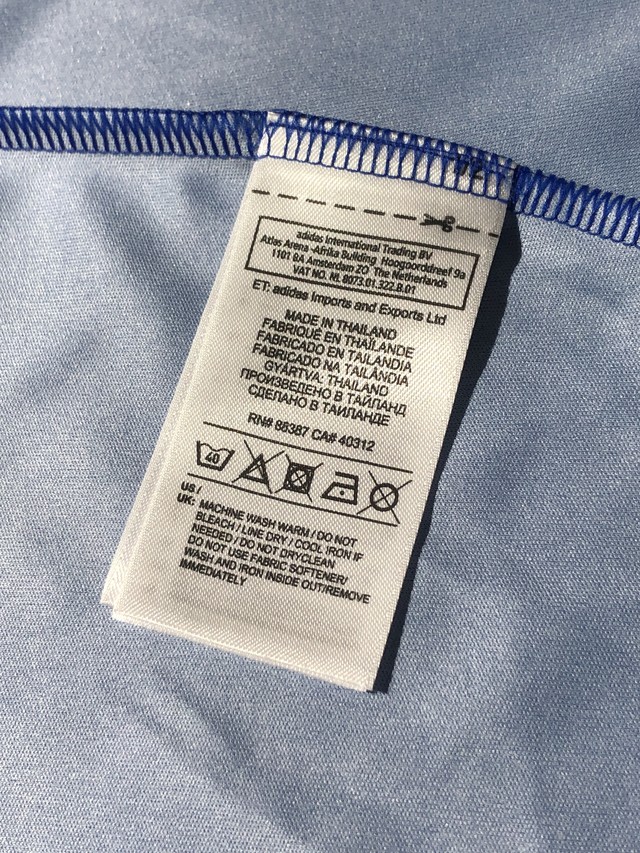 adidas International Trading BV
Atlas Arena-Afrika Building Hoogoorddreef 9a
1101 BA Amsterdam ZO The Netherlands
VAT NO. NL 8073.01.322.B.01
ET: adidas Imports and Exports Ltd
MADE IN THAILAND
FABRIQUÉ EN THAÏLANDE
FABRICADO EN TAILANDIA
FABRICADO NA TAILÂNDIA
GYÁRTVA: THAILAND
ПРОИЗВЕДЕНО В ТАЙЛАНД
СДЕЛАНО В ТАИЛАНДЕ
RN# 88387 CA# 40312
40
US /
UK: MACHINE WASH WARM / DO NOT
BLEACH / LINE DRY / COOL IRON IF
NEEDED / DO NOT DRYCLEAN
DO NOT USE FABRIC SOFTENER/
WASH AND IRON INSIDE OUT/REMOVE
IMMEDIATELY